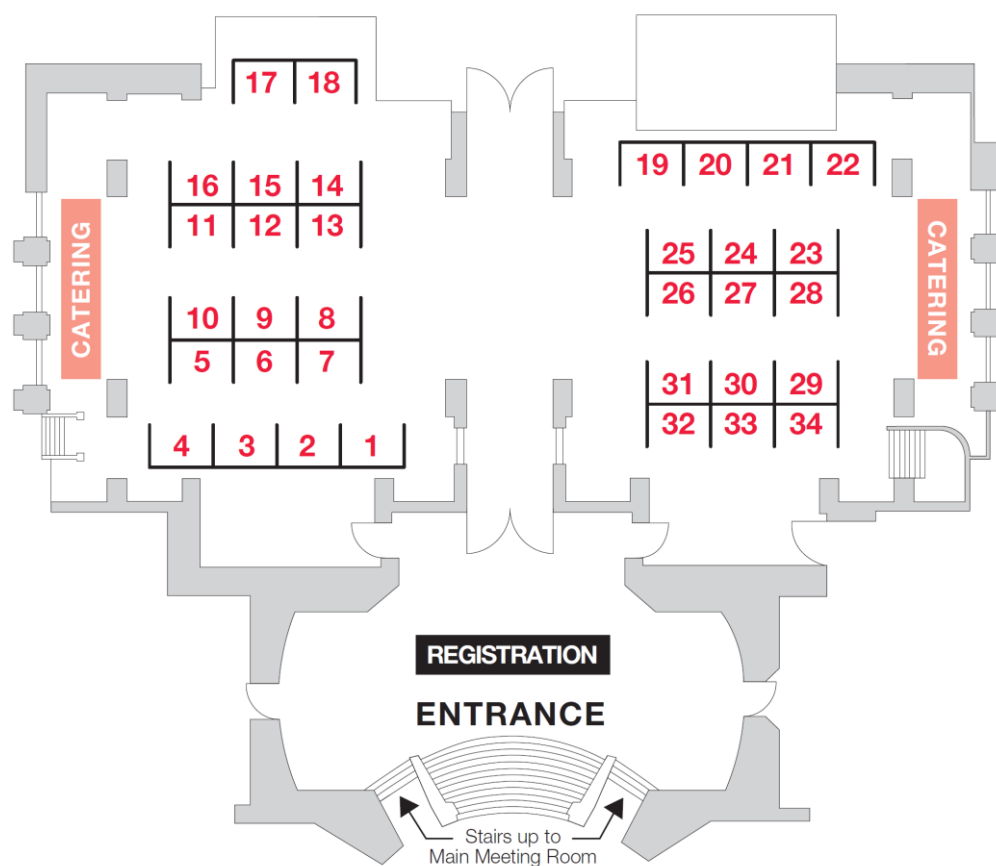 17 18
19 20 21 22
16 15 14
11 12 13
25 24 23
26 27 28
CATERING
CATERING
10 9 8
5 6 7
31 30 29
32 33 34
4 3 2 1
REGISTRATION
ENTRANCE
Stairs up to
Main Meeting Room